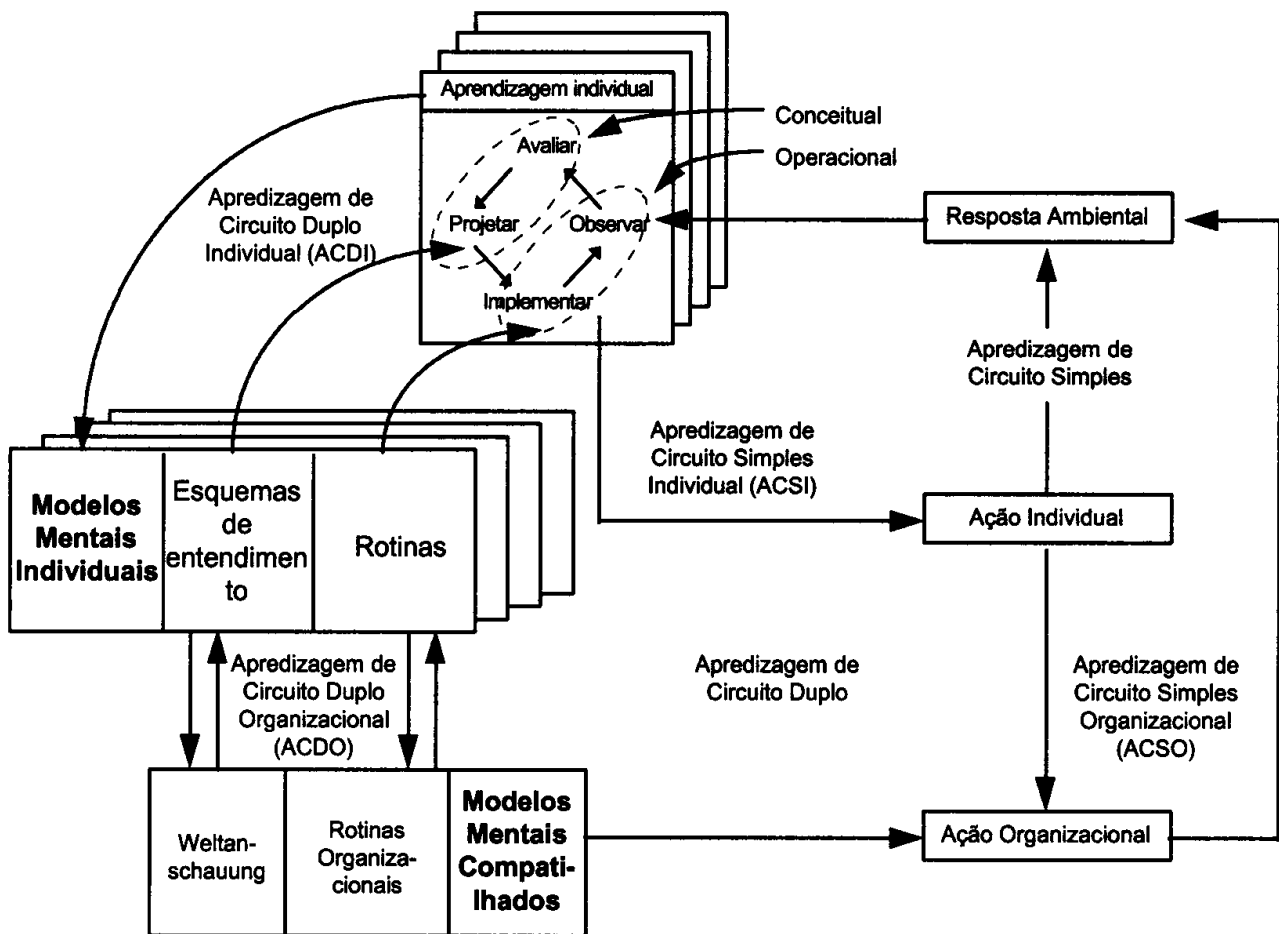 Aprendizagem individual
Conceitual
Avaliar
Operacional
Apredizagem de
Circuito Duplo
Individual (ACDI)
Projetar
Observar
Resposta Ambiental
Implementar
Apredizagem de
Circuito Simples
Apredizagem de
Circuito Simples
Individual (ACSI)
Modelos
Mentais
Individuais
Esquemas
de
entendimen
to
Rotinas
Ação Individual
Apredizagem de
Circuito Duplo
Organizacional
(ACDO)
Apredizagem de
Circuito Duplo
Apredizagem de
Circuito Simples
Organizacional
(ACSO)
Weltan-
schauung
Rotinas
Organiza-
cionais
Modelos
Mentais
Compati-
lhados
Ação Organizacional